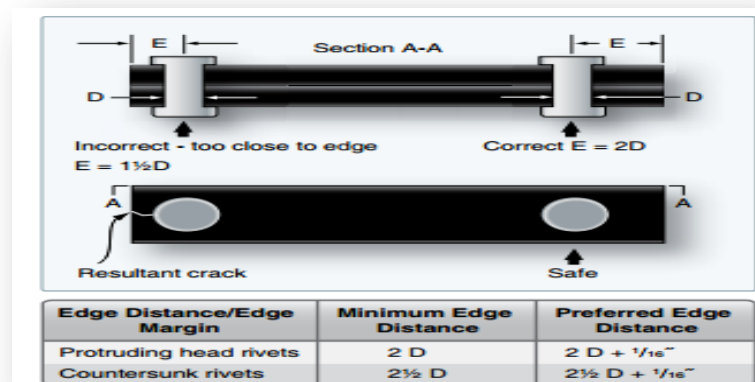 E Section A-A E
D D
Incorrect - too close to edge Correct E = 2D
E = 1½D
A A
Resultant crack Safe
Edge Distance/Edge Margin Minimum Edge Distance Preferred Edge Distance
Protruding head rivets 2 D 2 D + 1/16"
Countersunk rivets 2½ D 2½ D + 1/16"